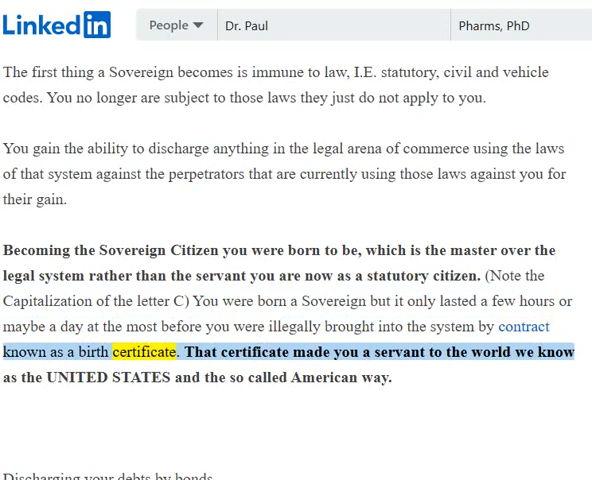 Linked in People Dr. Paul Pharms, PhD
The first thing a Sovereign becomes is immune to law, I.E. statutory, civil and vehicle
codes. You no longer are subject to those laws they just do not apply to you.
You gain the ability to discharge anything in the legal arena of commerce using the laws
of that system against the perpetrators that are currently using those laws against you for
their gain.
Becoming the Sovereign Citizen you were born to be, which is the master over the
legal system rather than the servant you are now as a statutory citizen. (Note the
Capitalization of the letter C) You were born a Sovereign but it only lasted a few hours or
maybe a day at the most before you were illegally brought into the system by contract
known as a birth certificate. That certificate made you a servant to the world we know
as the UNITED STATES and the so called American way.
Discharging your debts by bonds